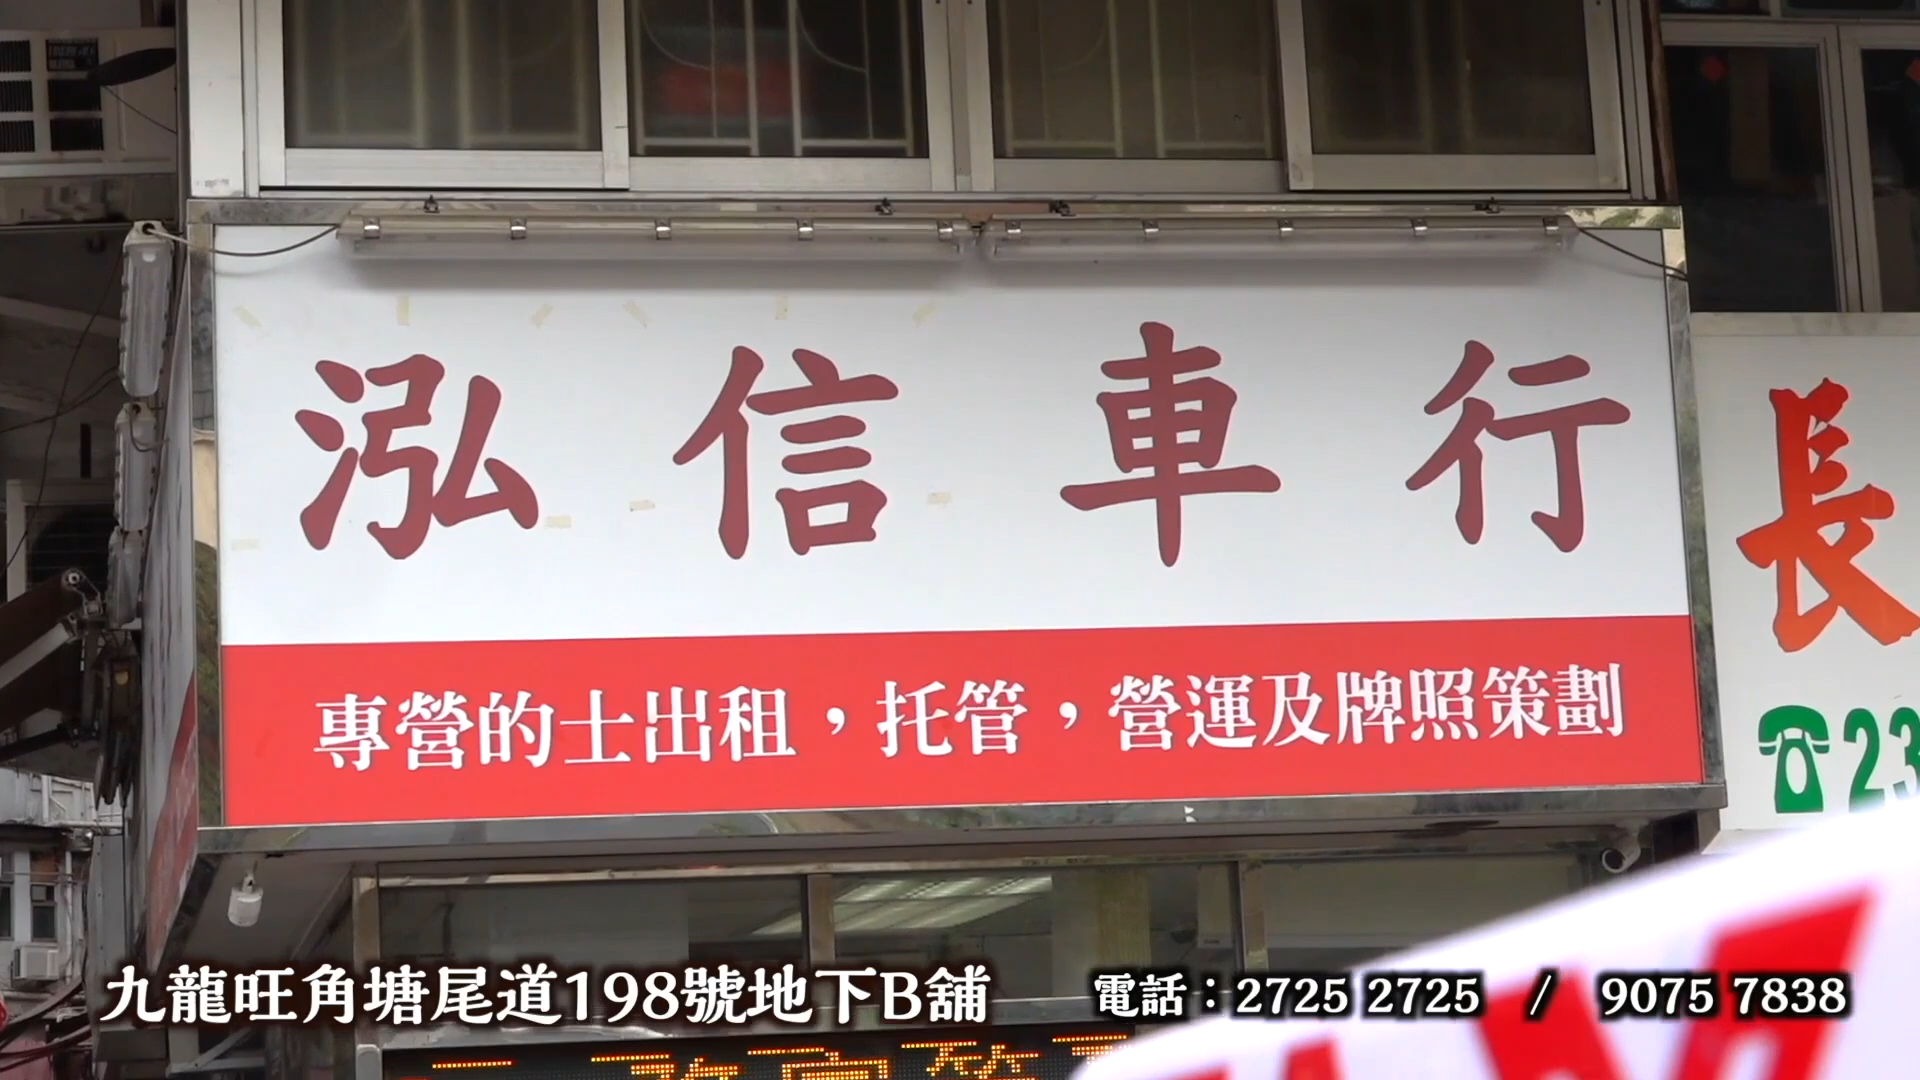 泓信車行
專營的士出租，托管，營運及牌照策劃
長
☎23
九龍旺角塘尾道198號地下B舖
電話：2725 2725 / 9075 7838